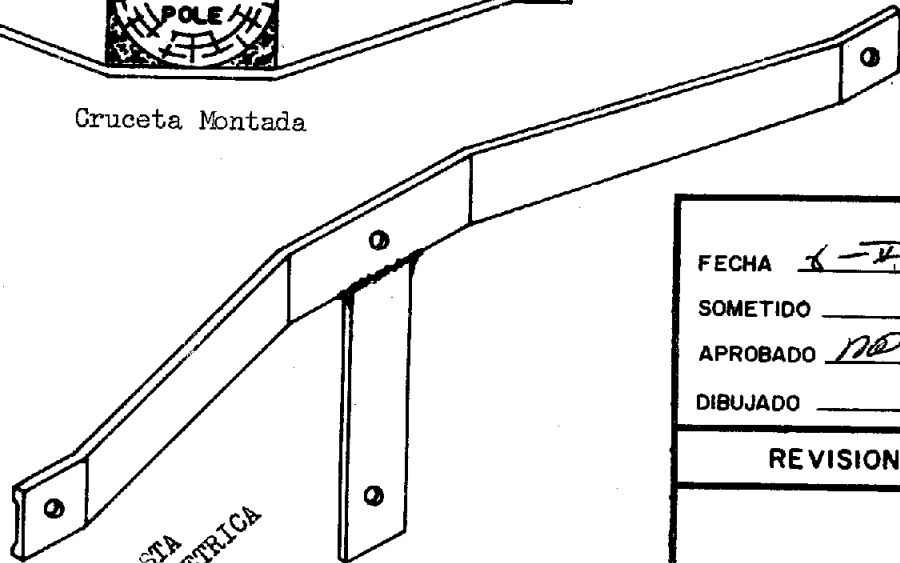 POLE
Cruceta Montada
FECHA
SOMETIDO
APROBADO
DIBUJADO
REVISION